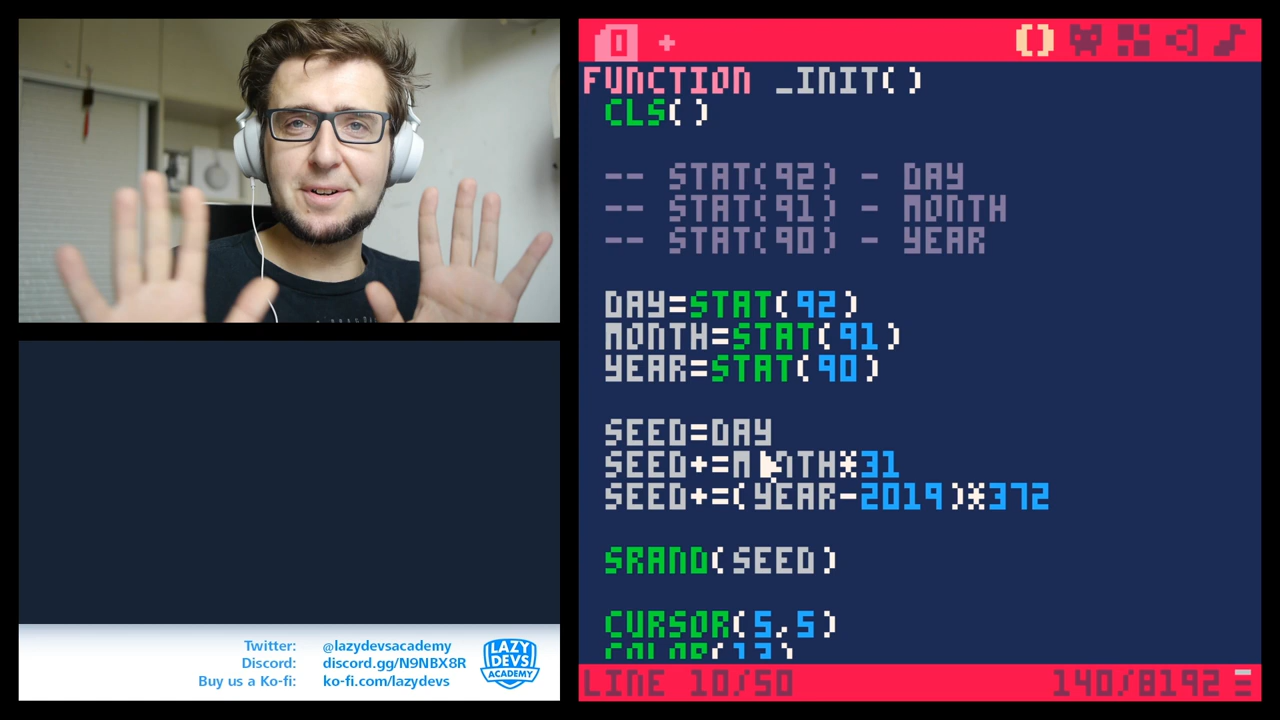 0 +
FUNCTION _INIT()
CLS()
-- STAT(92) - DAY
-- STAT(91) - MONTH
-- STAT(90) - YEAR
DAY=STAT(92)
MONTH=STAT(91)
YEAR=STAT(90)
SEED=DAY
SEED+=MONTH*31
SEED+=(YEAR-2019)*372
SRAND(SEED)
CURSOR(5,5)
LINE 10/50 140/8192
Twitter: @lazydevsacademy
Discord: discord.gg/N9NBX8R
Buy us a Ko-fi: ko-fi.com/lazydevs
LAZY
DEVS
ACADEMY